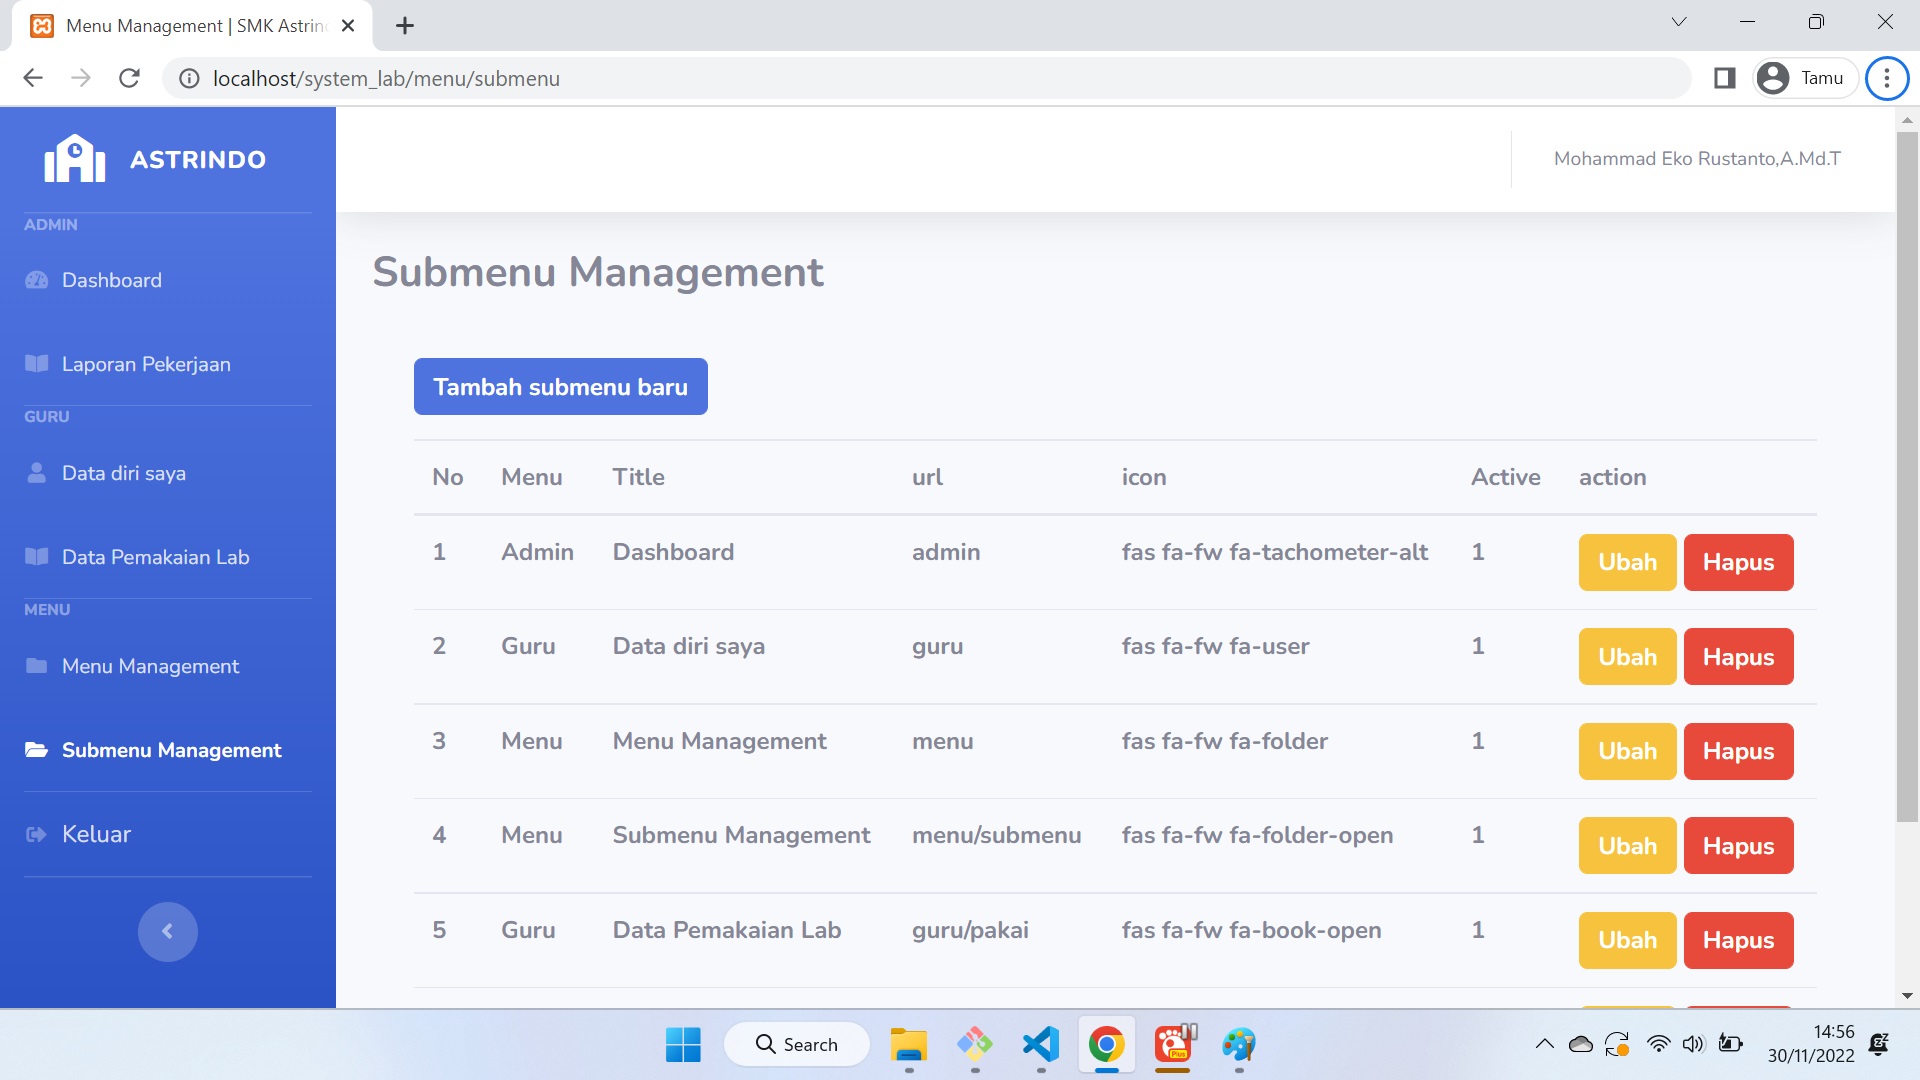 Menu Management | SMK Astrin
localhost/system_lab/menu/submenu
Tamu
ASTRINDO
Mohammad Eko Rustanto,A.Md.T
ADMIN
Dashboard
Laporan Pekerjaan
GURU
Data diri saya
Data Pemakaian Lab
MENU
Menu Management
Submenu Management
Keluar
Submenu Management
Tambah submenu baru
No Menu Title url icon Active action
1 Admin Dashboard admin fas fa-fw fa-tachometer-alt 1 Ubah Hapus
2 Guru Data diri saya guru fas fa-fw fa-user 1 Ubah Hapus
3 Menu Menu Management menu fas fa-fw fa-folder 1 Ubah Hapus
4 Menu Submenu Management menu/submenu fas fa-fw fa-folder-open 1 Ubah Hapus
5 Guru Data Pemakaian Lab guru/pakai fas fa-fw fa-book-open 1 Ubah Hapus
Search
Plus
14:56
30/11/2022